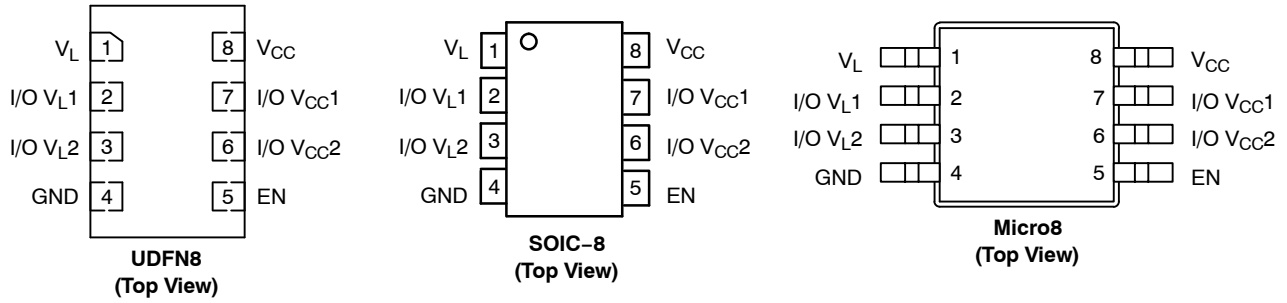 V_L 1 8 V_CC
I/O V_L1 2 7 I/O V_CC1
I/O V_L2 3 6 I/O V_CC2
GND 4 5 EN
UDFN8
(Top View)
V_L 1 8 V_CC
I/O V_L1 2 7 I/O V_CC1
I/O V_L2 3 6 I/O V_CC2
GND 4 5 EN
SOIC–8
(Top View)
V_L 1 8 V_CC
I/O V_L1 2 7 I/O V_CC1
I/O V_L2 3 6 I/O V_CC2
GND 4 5 EN
Micro8
(Top View)